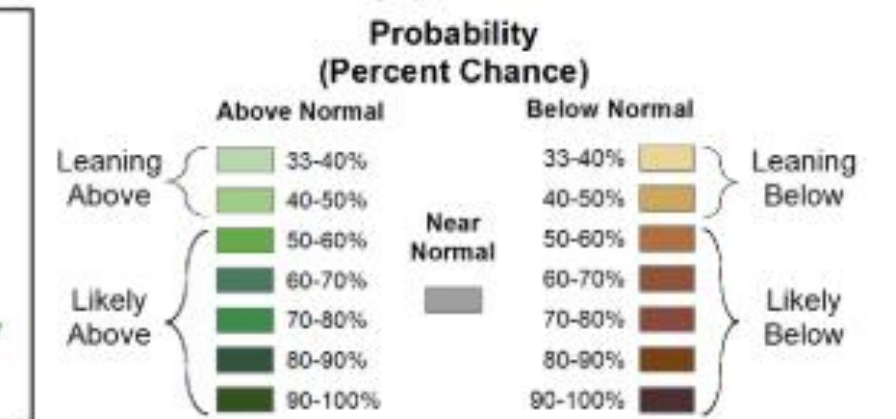 Probability
(Percent Chance)
Above Normal
Leaning
Above
33-40%
40-50%
Likely
Above
50-60%
60-70%
70-80%
80-90%
90-100%
Near
Normal
Below Normal
33-40%
40-50%
Leaning
Below
50-60%
60-70%
70-80%
80-90%
90-100%
Likely
Below